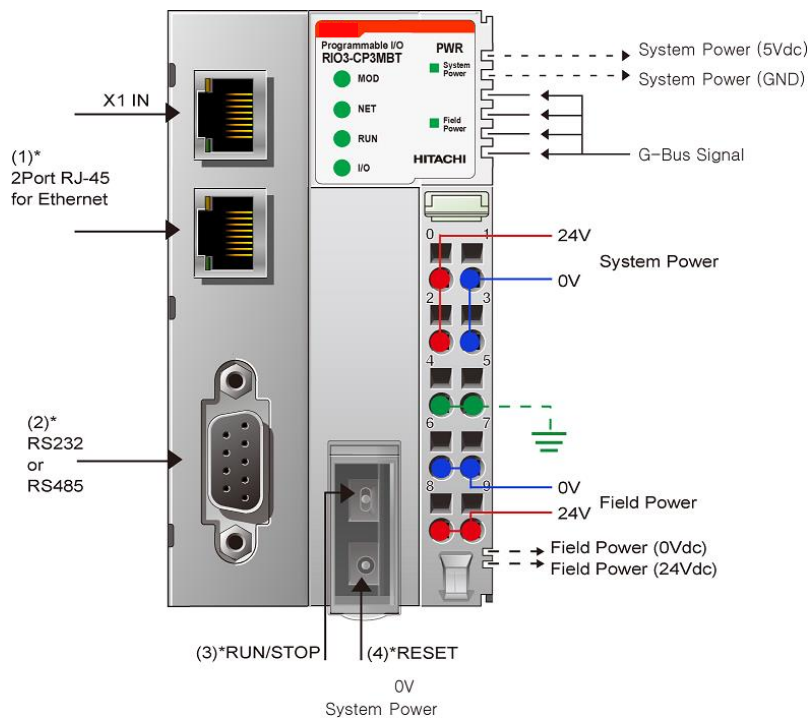 Programmable I/O
RIO3-CP3MBT
PWR
MOD
System
Power
NET
RUN
Field
Power
I/O
HITACHI
System Power (5Vdc)
System Power (GND)
G-Bus Signal
X1 IN
(1)*
2Port RJ-45
for Ethernet
0 1
24V
System Power
0V
2 3
4 5
6 7
8 9
0V
Field Power
24V
Field Power (0Vdc)
Field Power (24Vdc)
(2)*
RS232
or
RS485
(3)*RUN/STOP
(4)*RESET
0V
System Power